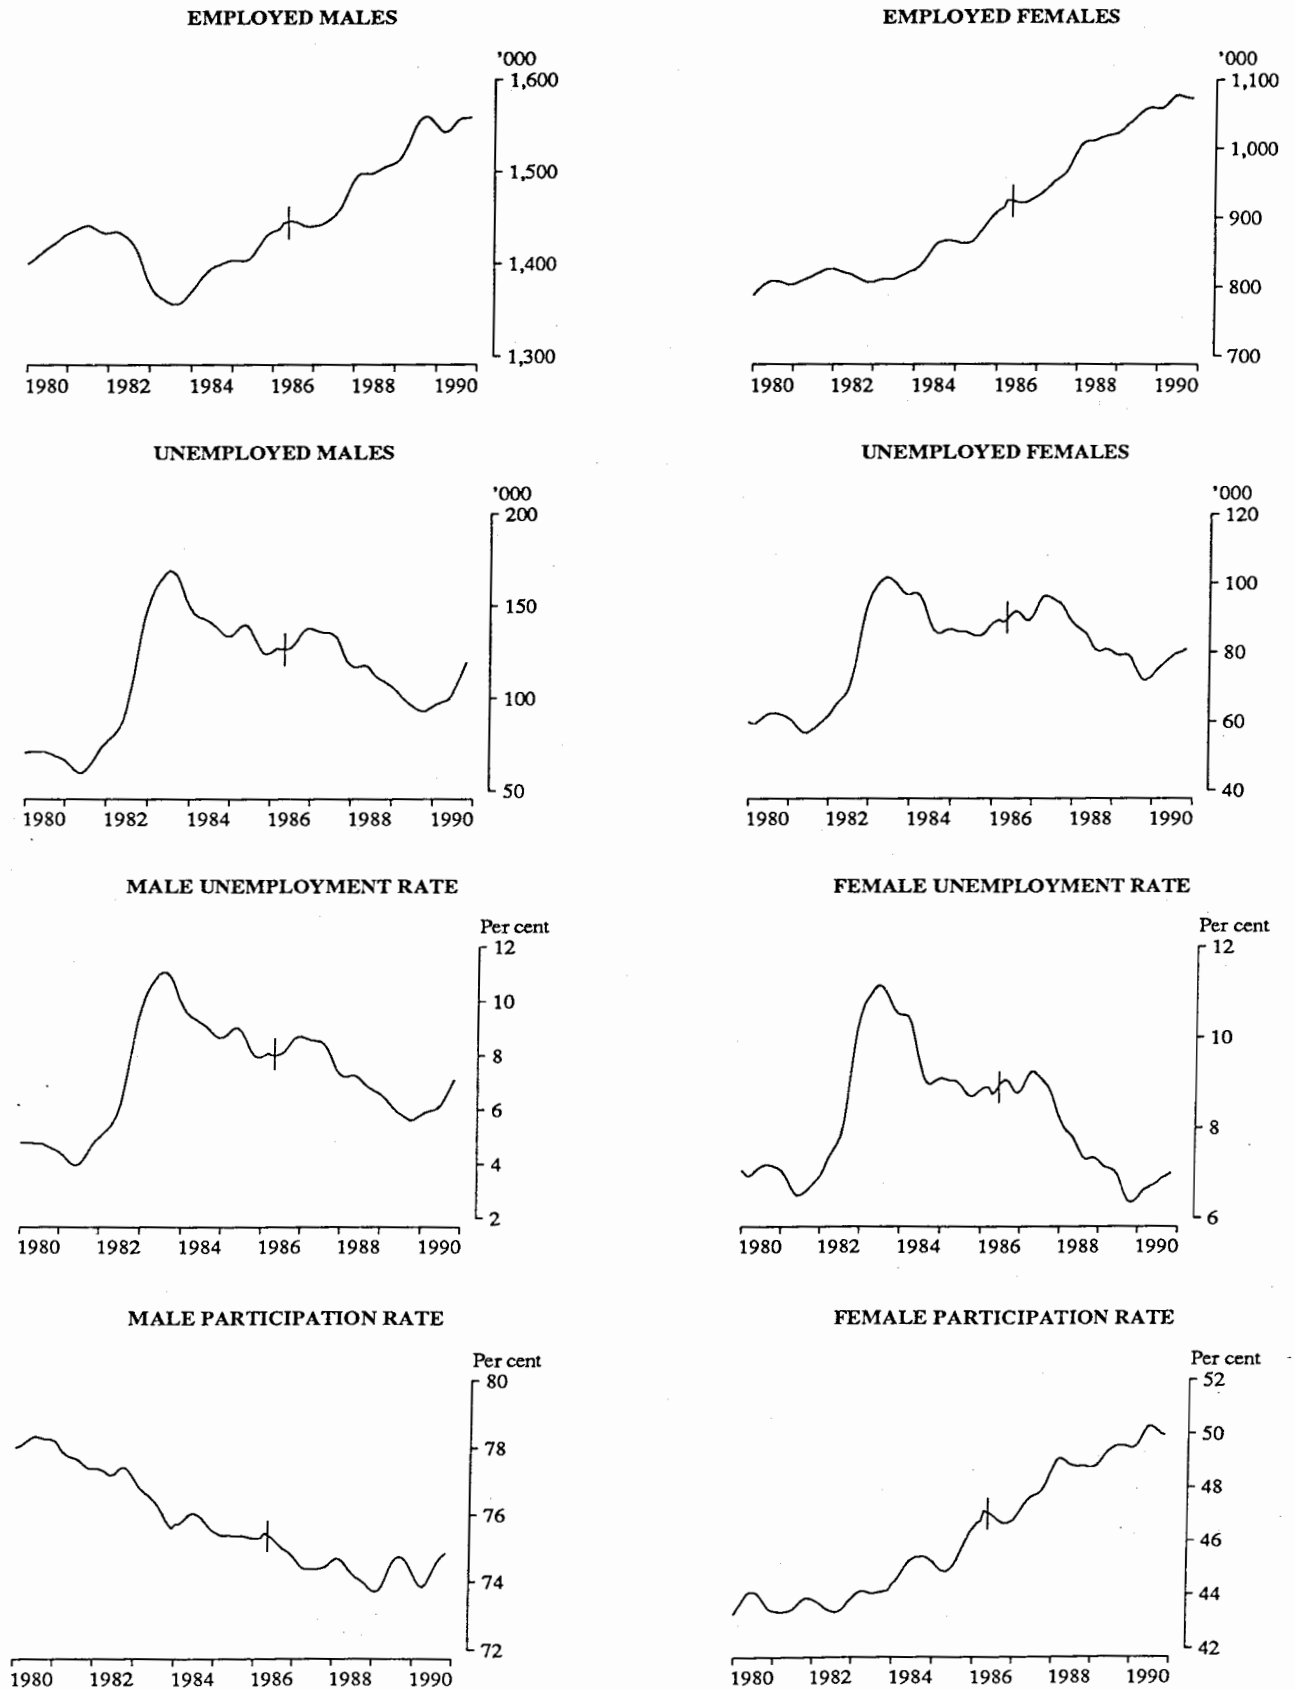 EMPLOYED MALES
'000
1,600
1,500
1,400
1,300
1980 1982 1984 1986 1988 1990
EMPLOYED FEMALES
'000
1,100
1,000
900
800
700
1980 1982 1984 1986 1988 1990
UNEMPLOYED MALES
'000
200
150
100
50
1980 1982 1984 1986 1988 1990
UNEMPLOYED FEMALES
'000
120
100
80
60
40
1980 1982 1984 1986 1988 1990
MALE UNEMPLOYMENT RATE
Per cent
12
10
8
6
4
2
1980 1982 1984 1986 1988 1990
FEMALE UNEMPLOYMENT RATE
Per cent
12
10
8
6
1980 1982 1984 1986 1988 1990
MALE PARTICIPATION RATE
Per cent
80
78
76
74
72
1980 1982 1984 1986 1988 1990
FEMALE PARTICIPATION RATE
Per cent
52
50
48
46
44
42
1980 1982 1984 1986 1988 1990